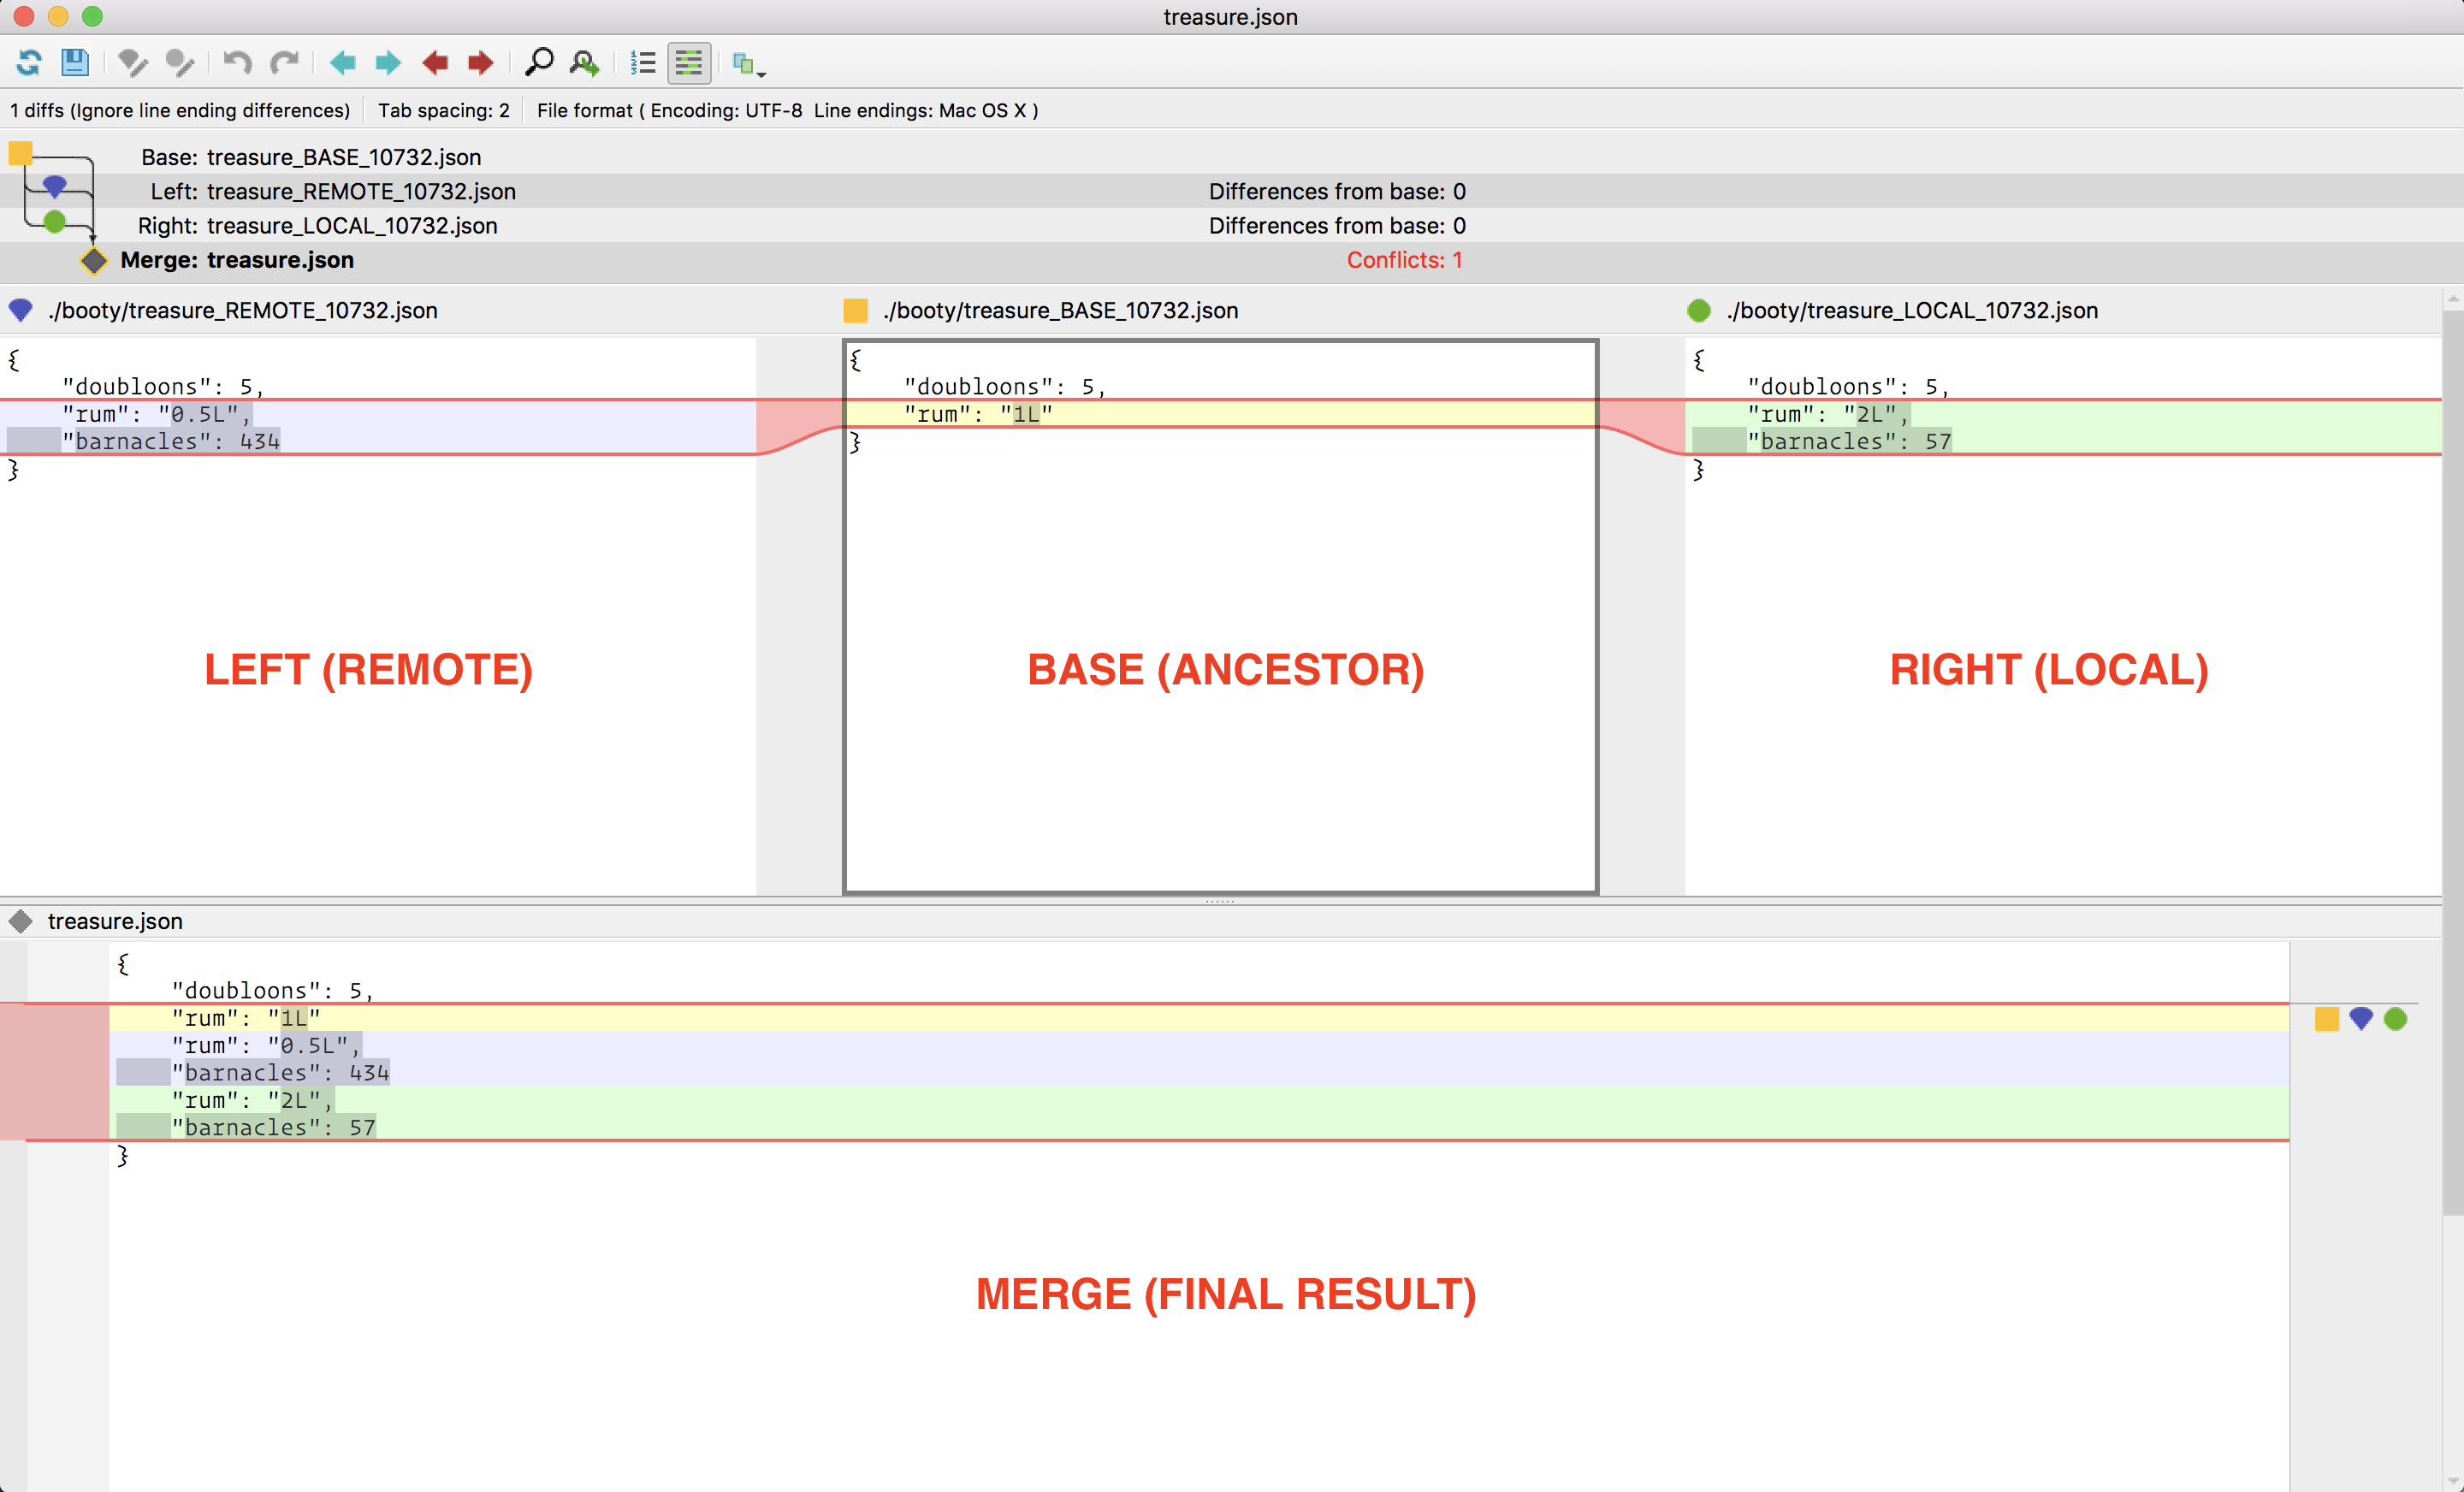 treasure.json
1 diffs (Ignore line ending differences) Tab spacing: 2 File format ( Encoding: UTF-8 Line endings: Mac OS X )
Base: treasure_BASE_10732.json
Left: treasure_REMOTE_10732.json Differences from base: 0
Right: treasure_LOCAL_10732.json Differences from base: 0
Merge: treasure.json Conflicts: 1
./booty/treasure_REMOTE_10732.json
{
"doubloons": 5,
"rum": "0.5L",
"barnacles": 434
}
LEFT (REMOTE)
./booty/treasure_BASE_10732.json
{
"doubloons": 5,
"rum": "1L"
}
BASE (ANCESTOR)
./booty/treasure_LOCAL_10732.json
{
"doubloons": 5,
"rum": "2L",
"barnacles": 57
}
RIGHT (LOCAL)
treasure.json
{
"doubloons": 5,
"rum": "1L"
"rum": "0.5L",
"barnacles": 434
"rum": "2L",
"barnacles": 57
}
MERGE (FINAL RESULT)